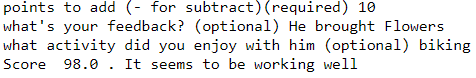 points to add (- for subtract)(required) 10
what's your feedback? (optional) He brought Flowers
what activity did you enjoy with him (optional) biking
Score  98.0 . It seems to be working well